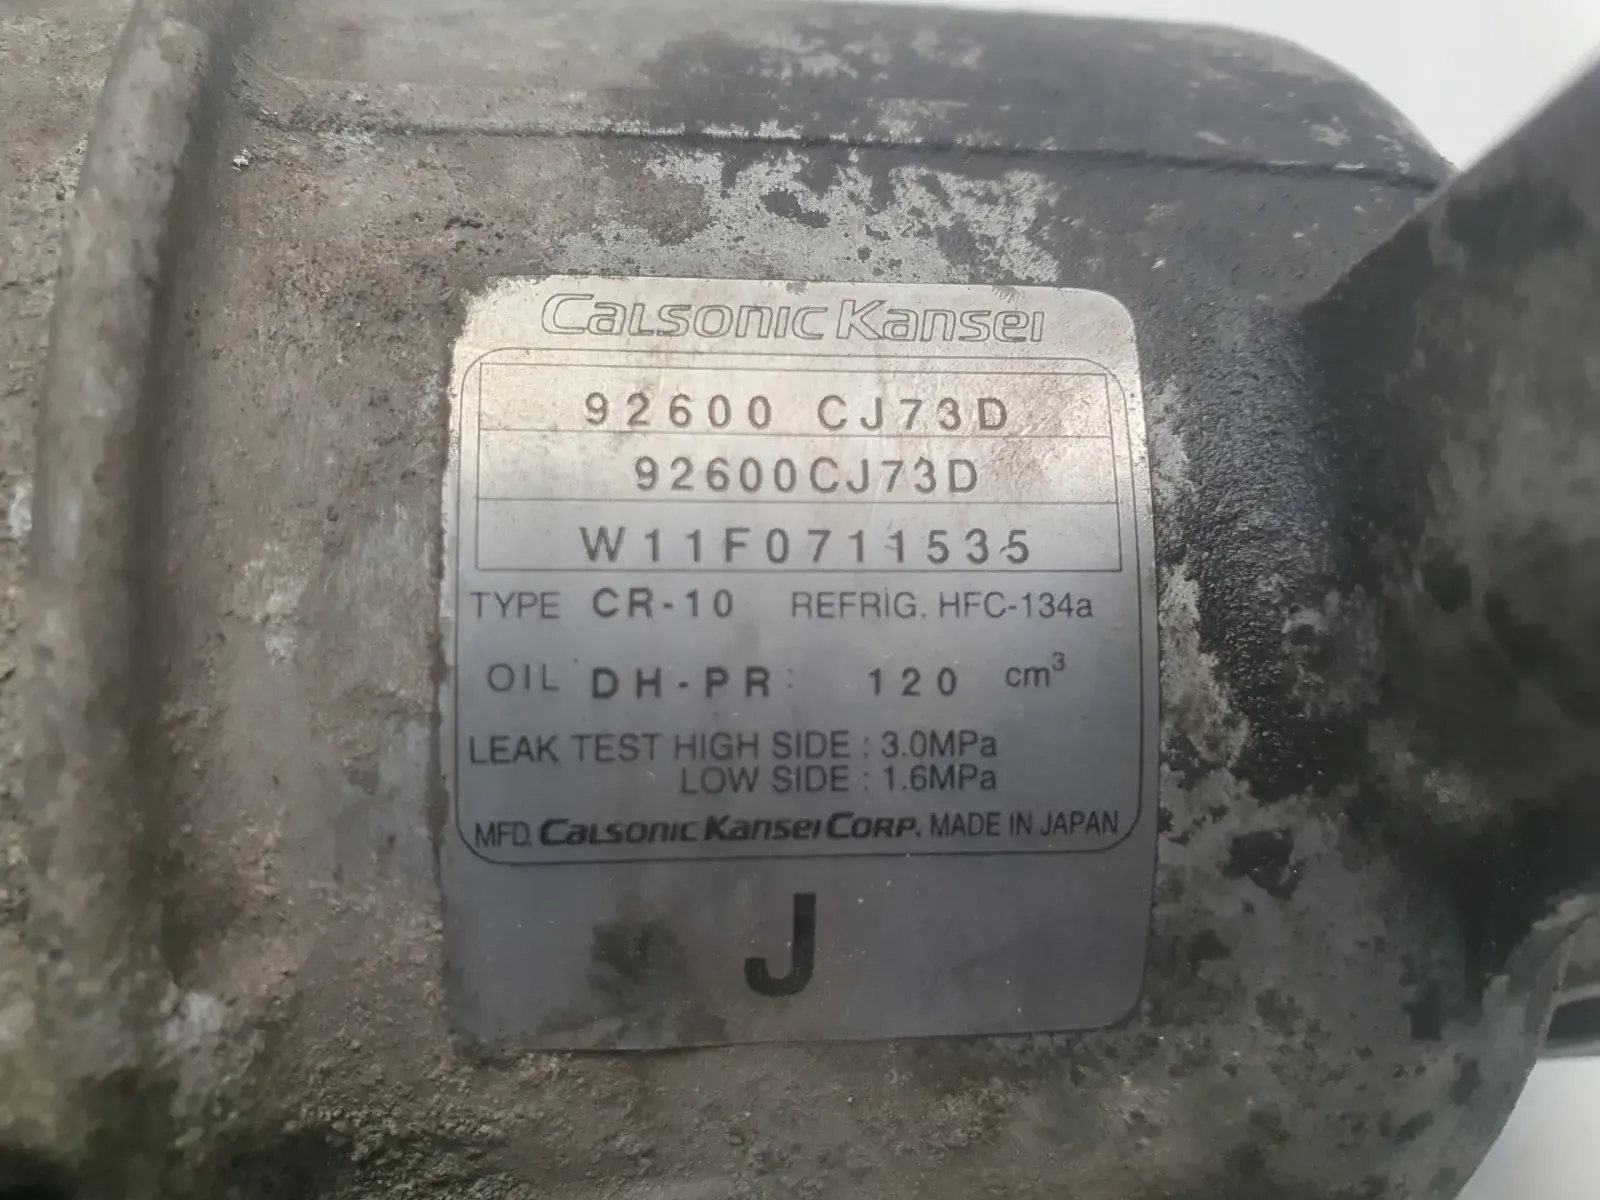 Calsonic Kansei
92600 CJ73D
92600CJ73D
W11F0711535
TYPE CR-10 REFRIG. HFC-134a
OIL DH-PR: 120 cm³
LEAK TEST HIGH SIDE : 3.0MPa
LOW SIDE : 1.6MPa
MFD. Calsonic Kansei Corp. MADE IN JAPAN
J